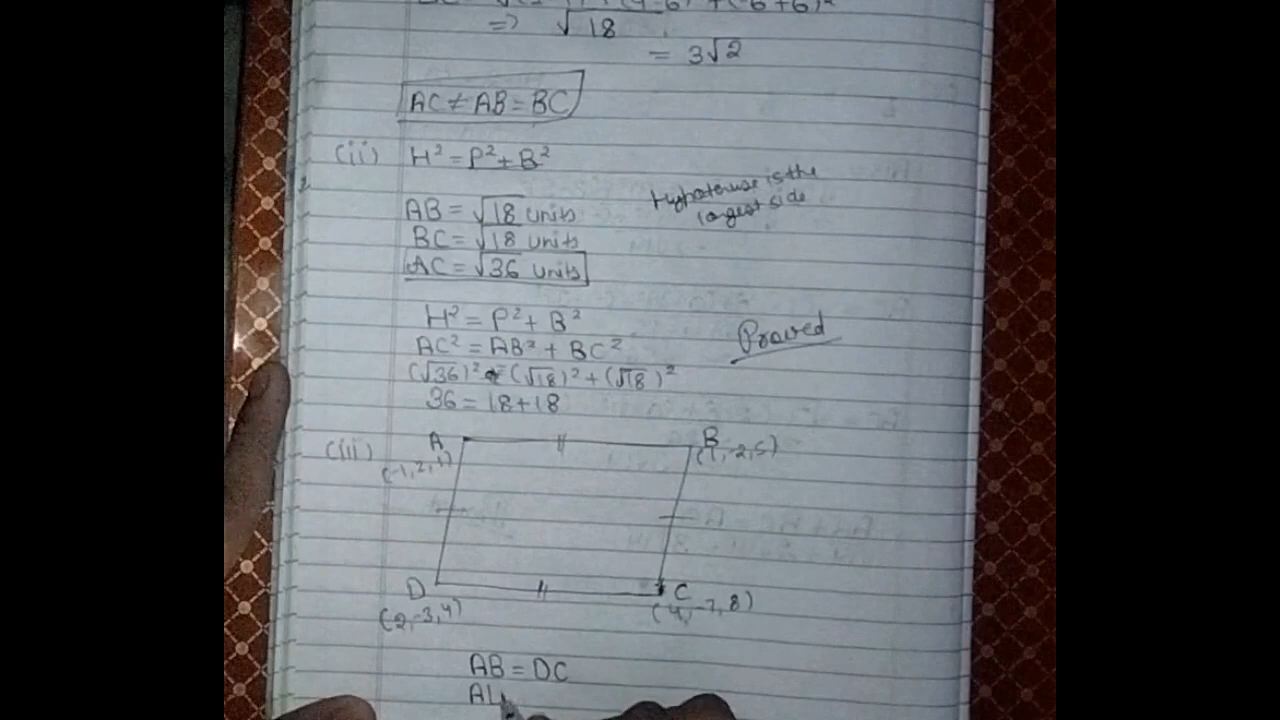 => √18
= 3√2
AC ≠ AB = BC
(ii) H² = P² + B²
AB = √18 units
BC = √18 units
AC = √36 units
Hypotenuse is the
largest side
H² = P² + B²
AC² = AB² + BC²
(√36)² = (√18)² + (√18)²
36 = 18 + 18
Proved
(iii) A B
(-1, 2, 1) (1, -2, 5)
D C
(2, -3, 4) (4, -7, 8)
AB = DC